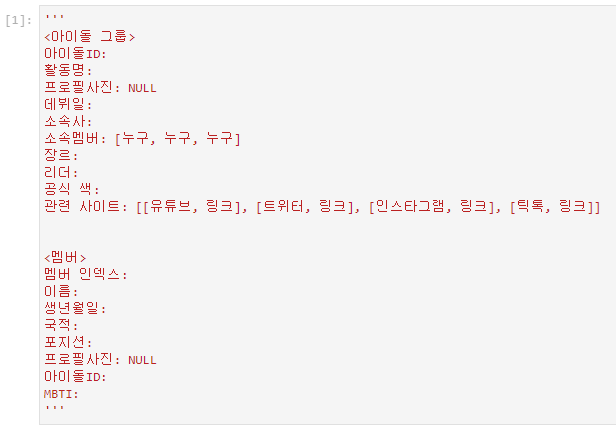 [1]:
'''
<아이돌 그룹>
아이돌ID:
활동명:
프로필사진: NULL
데뷔일:
소속사:
소속멤버: [누구, 누구, 누구]
장르:
리더:
공식 색:
관련 사이트: [[유튜브, 링크], [트위터, 링크], [인스타그램, 링크], [틱톡, 링크]]
<멤버>
멤버 인덱스:
이름:
생년월일:
국적:
포지션:
프로필사진: NULL
아이돌ID:
MBTI:
'''